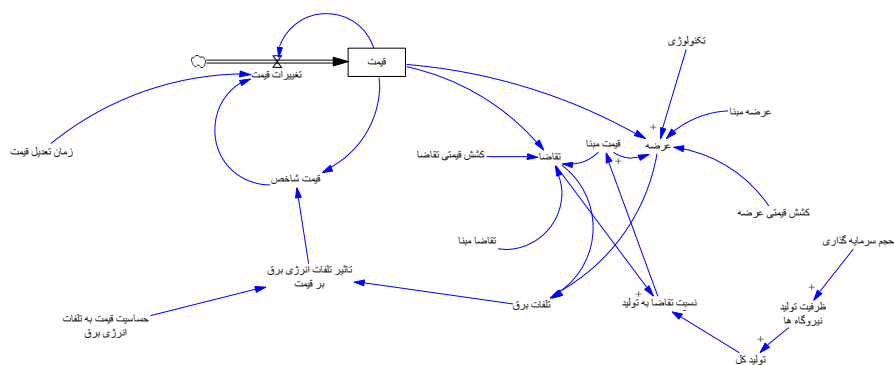 تکنولوژی
قیمت
تغییرات قیمت
عرضه مبنا
+
عرضه
قیمت مبنا
+
تقاضا
کشش قیمتی تقاضا
زمان تعدیل قیمت
قیمت شاخص
کشش قیمتی عرضه
تقاضا مبنا
حجم سرمایه گذاری
تاثیر تلفات انرژی برق
بر قیمت
+
نسبت تقاضا به تولید
-
تلفات برق
+
ظرفیت تولید
نیروگاه ها
حساسیت قیمت به تلفات
انرژی برق
+
تولید کل